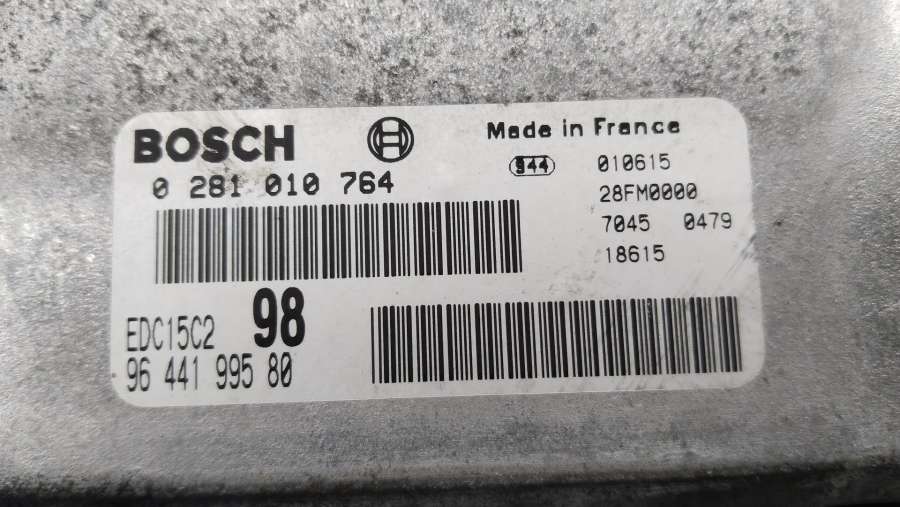 BOSCH
Made in France
0 281 010 764
944
010615
28FM0000
7045 0479
18615
EDC15C2 98
96 441 995 80